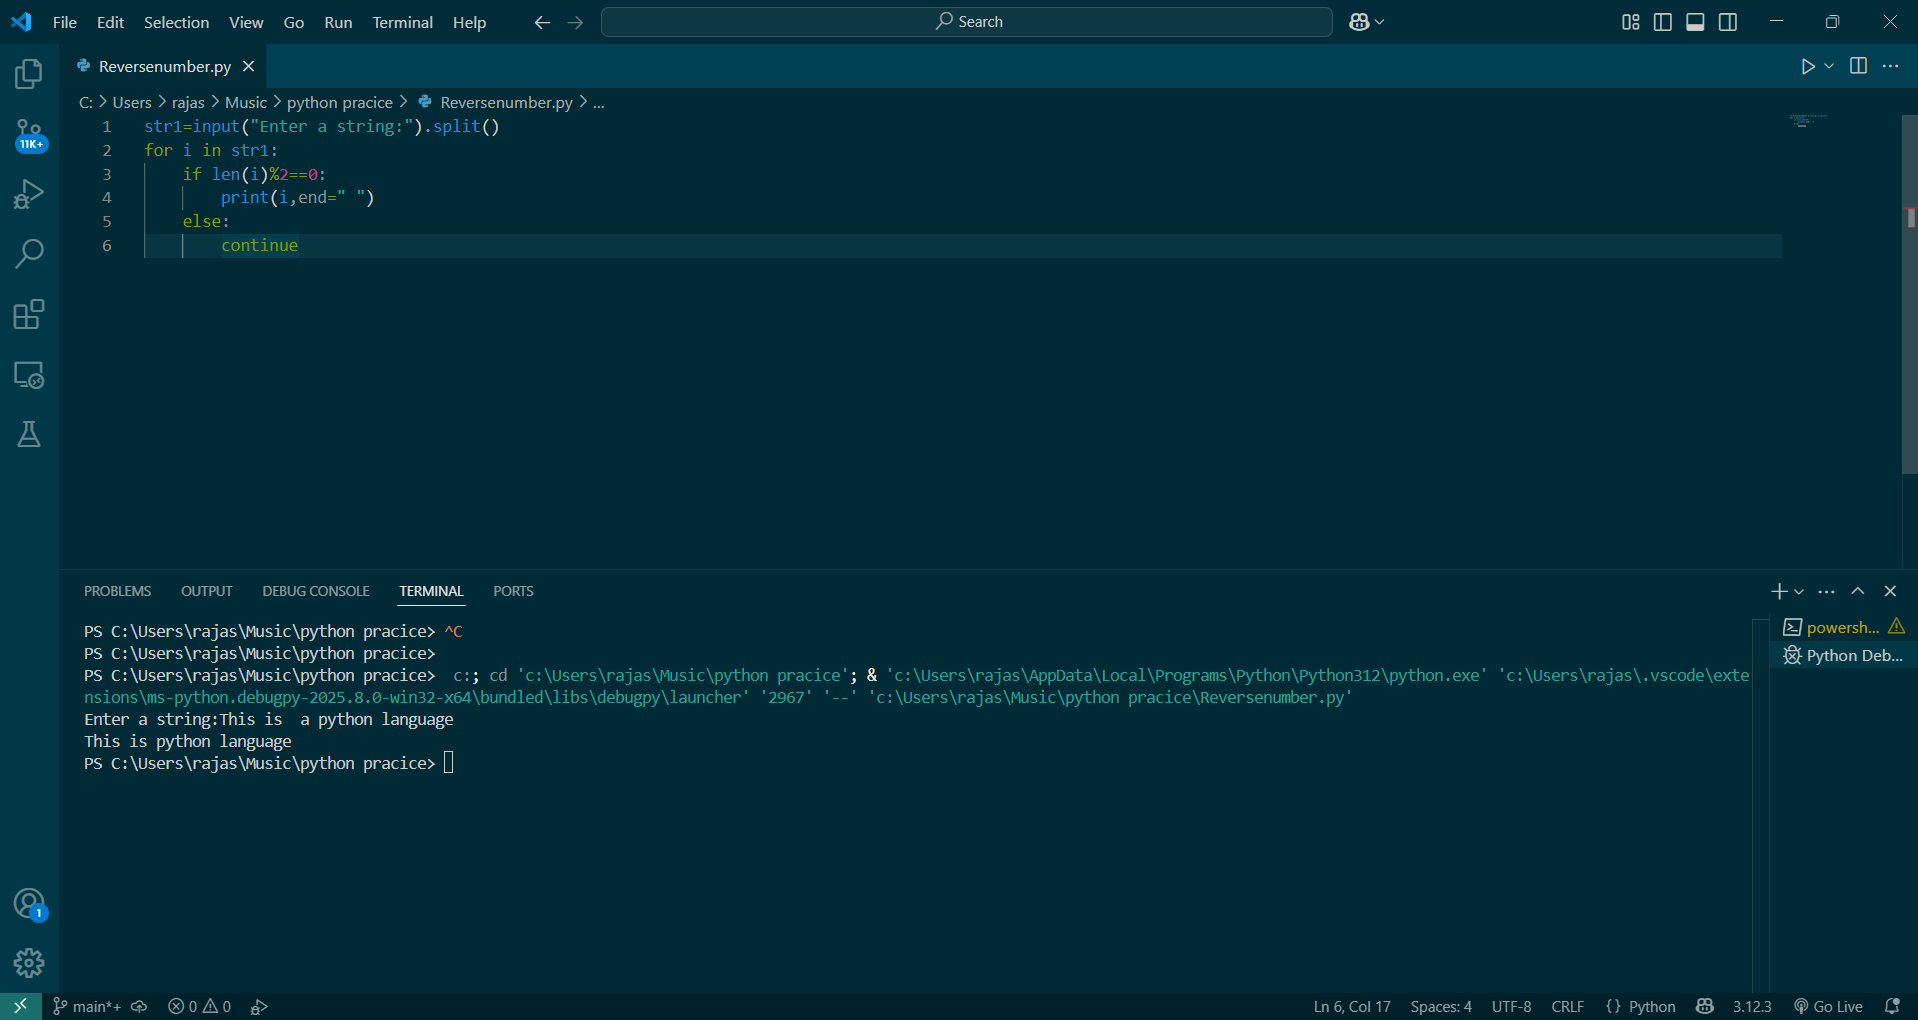 File Edit Selection View Go Run Terminal Help Search
Reversenumber.py
C: > Users > rajas > Music > python pracice > Reversenumber.py > ...
1 str1=input("Enter a string:").split()
2 for i in str1:
3 if len(i)%2==0:
4 print(i,end=" ")
5 else:
6 continue
11K+
PROBLEMS OUTPUT DEBUG CONSOLE TERMINAL PORTS
PS C:\Users\rajas\Music\python pracice> ^C
PS C:\Users\rajas\Music\python pracice>
PS C:\Users\rajas\Music\python pracice>  c:; cd 'c:\Users\rajas\Music\python pracice'; & 'c:\Users\rajas\AppData\Local\Programs\Python\Python312\python.exe' 'c:\Users\rajas\.vscode\exte
nsions\ms-python.debugpy-2025.8.0-win32-x64\bundled\libs\debugpy\launcher' '2967' '--' 'c:\Users\rajas\Music\python pracice\Reversenumber.py'
Enter a string:This is  a python language
This is python language
PS C:\Users\rajas\Music\python pracice>
powersh...
Python Deb...
1
main*+ 0 0 Ln 6, Col 17 Spaces: 4 UTF-8 CRLF {} Python 3.12.3 Go Live